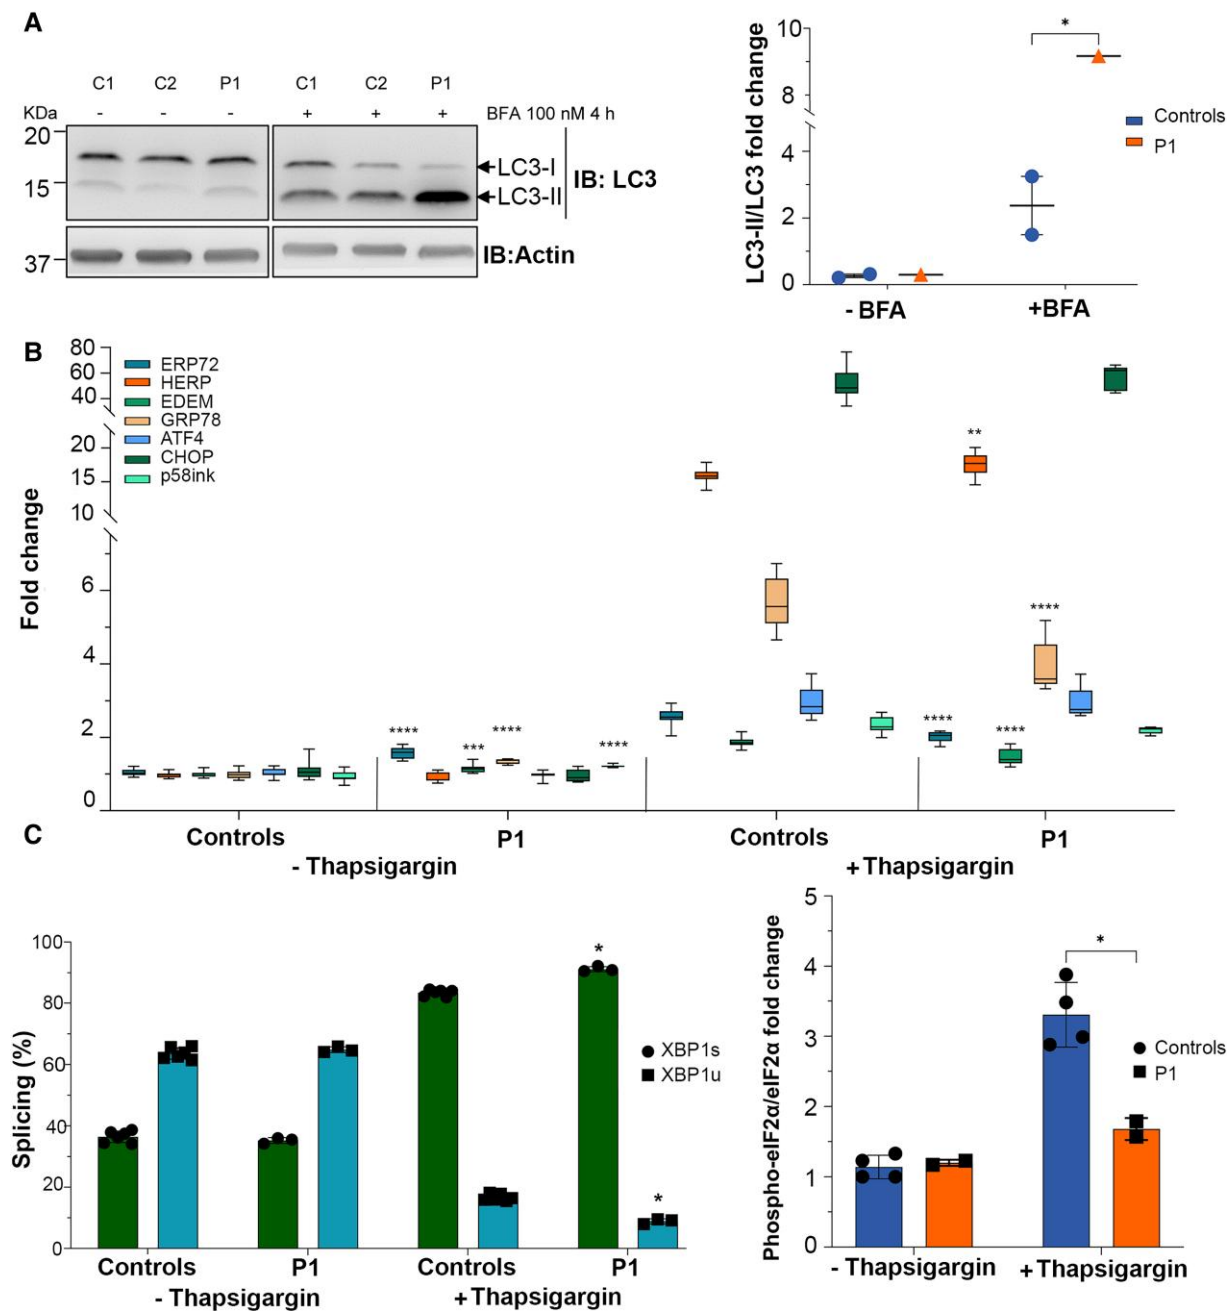 A
C1 C2 P1 C1 C2 P1
KDa - - - + + + BFA 100 nM 4 h
20
15
37
LC3-I
LC3-II
IB: LC3
IB:Actin
LC3-II/LC3 fold change
10
8
6
4
2
0
*
Controls
P1
- BFA
+BFA
B
Fold change
80
60
40
20
15
10
6
4
2
0
ERP72
HERP
EDEM
GRP78
ATF4
CHOP
p58ink
**** *** **** ****
** **** **** ****
Controls P1 Controls P1
- Thapsigargin + Thapsigargin
C
Splicing (%)
100
80
60
40
20
0
* *
XBP1s
XBP1u
Controls P1 Controls P1
- Thapsigargin + Thapsigargin
Phospho-eIF2α/eIF2α fold change
5
4
3
2
1
0
*
Controls
P1
- Thapsigargin + Thapsigargin